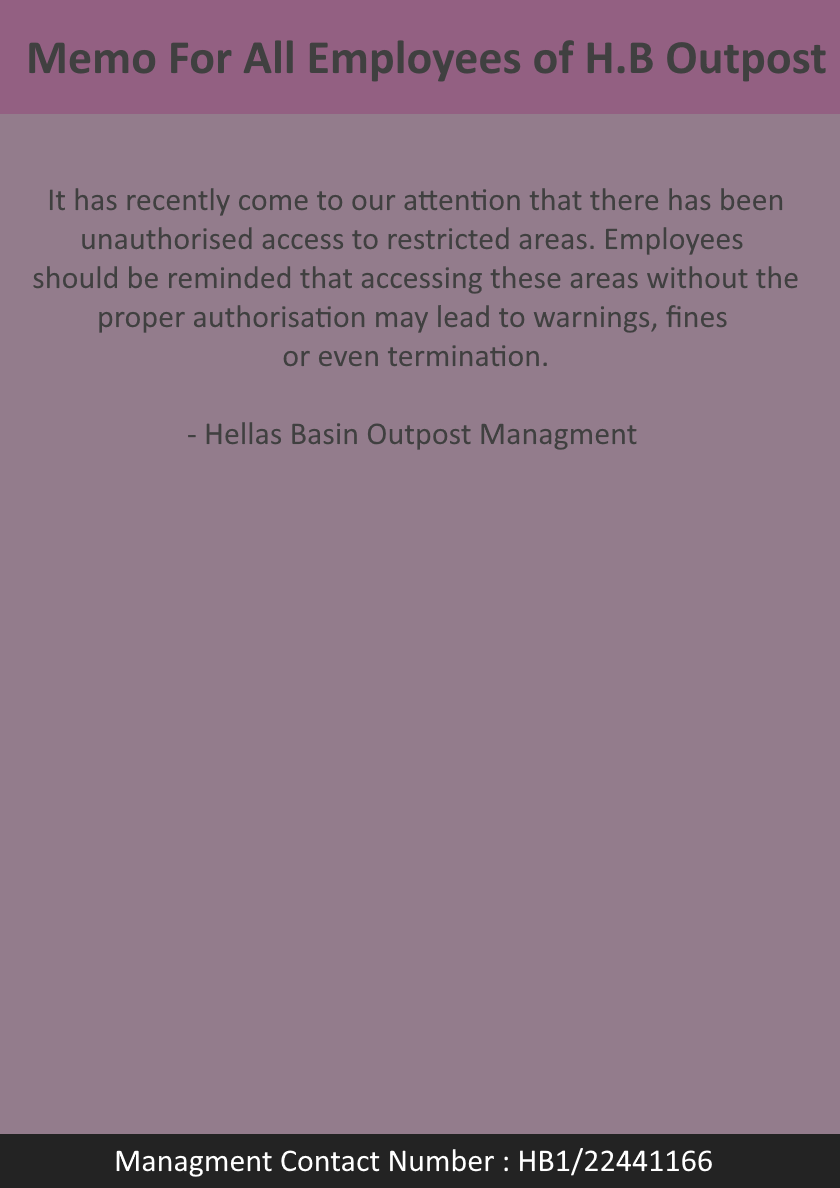 Memo For All Employees of H.B Outpost
It has recently come to our attention that there has been
unauthorised access to restricted areas. Employees
should be reminded that accessing these areas without the
proper authorisation may lead to warnings, fines
or even termination.
- Hellas Basin Outpost Managment
Managment Contact Number : HB1/22441166